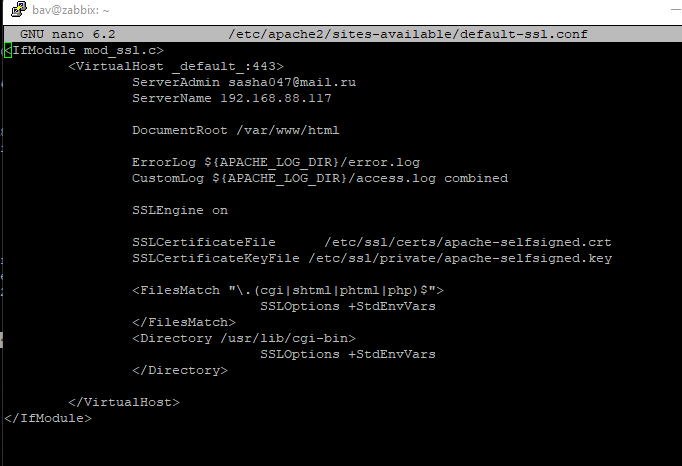 bav@zabbix: ~
GNU nano 6.2 /etc/apache2/sites-available/default-ssl.conf
<IfModule mod_ssl.c>
<VirtualHost _default_:443>
ServerAdmin sasha047@mail.ru
ServerName 192.168.88.117
DocumentRoot /var/www/html
ErrorLog ${APACHE_LOG_DIR}/error.log
CustomLog ${APACHE_LOG_DIR}/access.log combined
SSLEngine on
SSLCertificateFile /etc/ssl/certs/apache-selfsigned.crt
SSLCertificateKeyFile /etc/ssl/private/apache-selfsigned.key
<FilesMatch "\.(cgi|shtml|phtml|php)$">
SSLOptions +StdEnvVars
</FilesMatch>
<Directory /usr/lib/cgi-bin>
SSLOptions +StdEnvVars
</Directory>
</VirtualHost>
</IfModule>